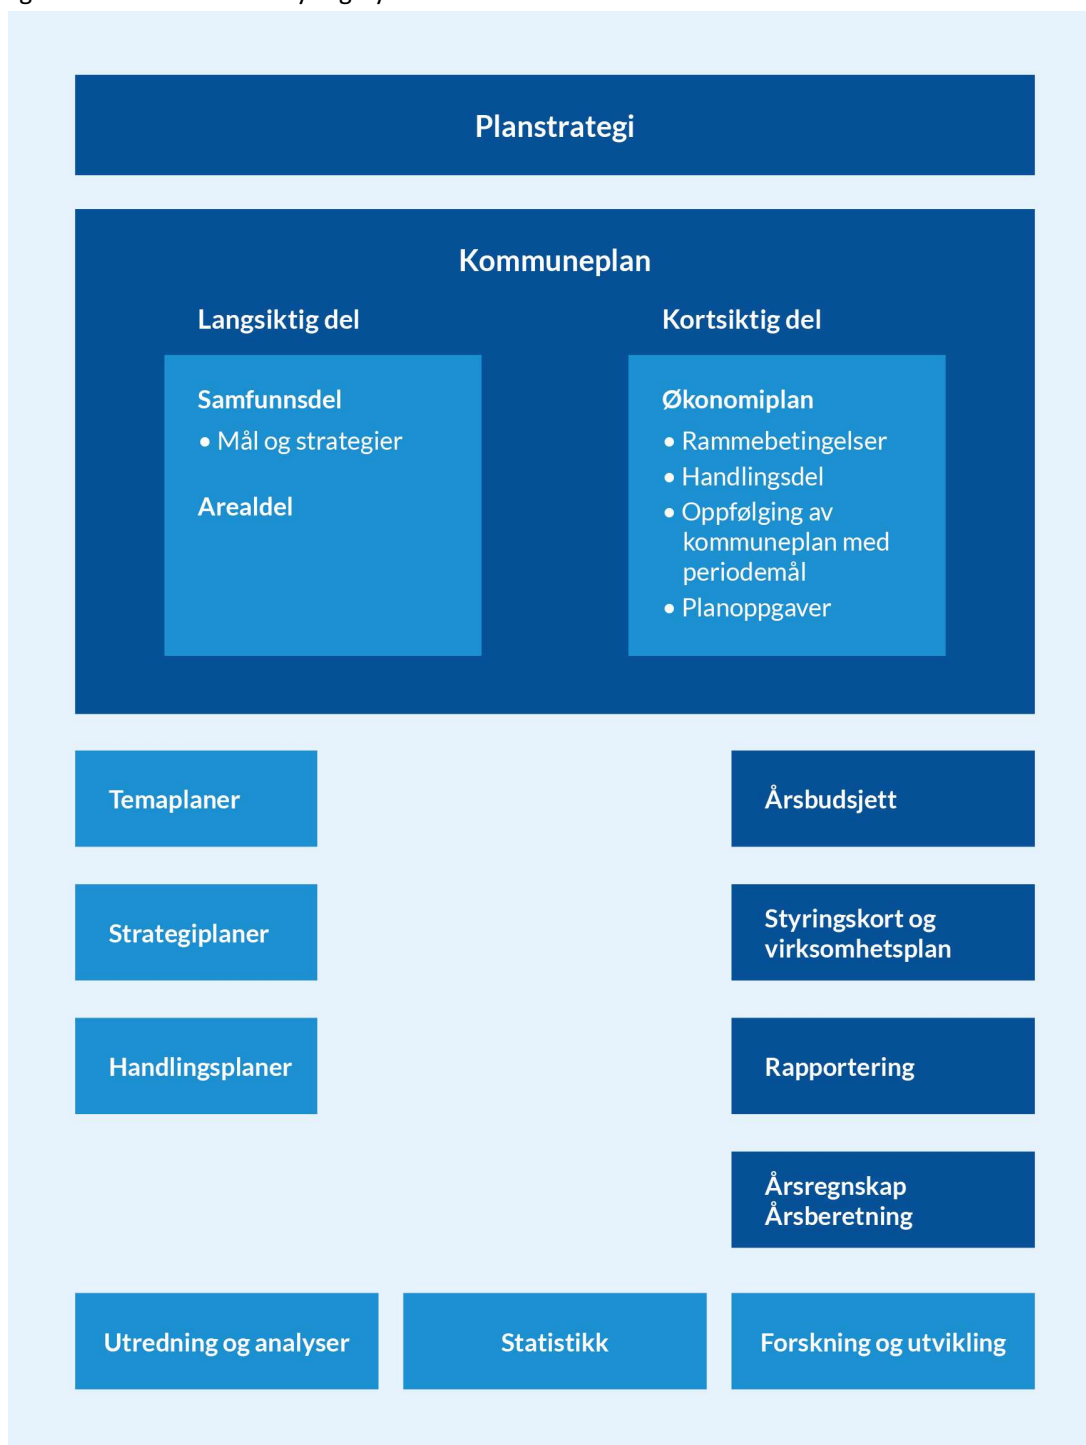 Planstrategi
Kommuneplan
Langsiktig del
Samfunnsdel
• Mål og strategier
Arealdel
Kortsiktig del
Økonomiplan
• Rammebetingelser
• Handlingsdel
• Oppfølging av
kommuneplan med
periodemål
• Planoppgaver
Temaplaner
Strategiplaner
Handlingsplaner
Årsbudsjett
Styringskort og
virksomhetsplan
Rapportering
Årsregnskap
Årsberetning
Utredning og analyser
Statistikk
Forskning og utvikling